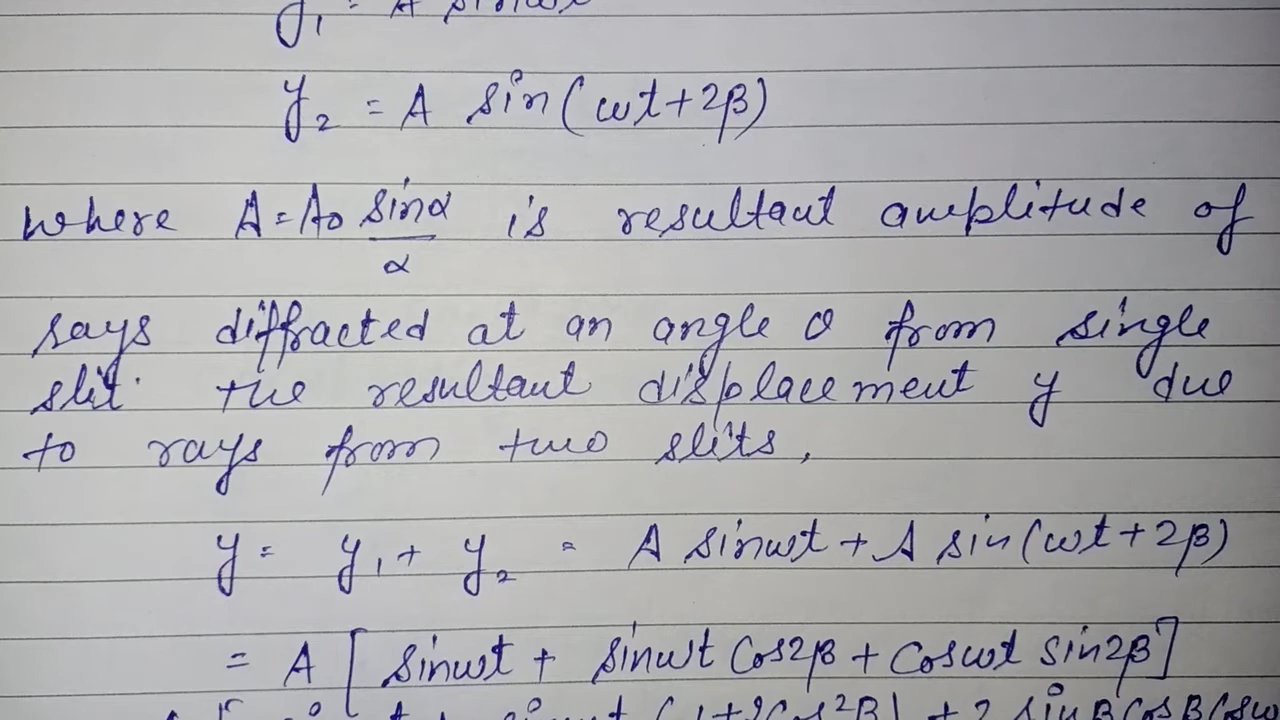 y₁ = A sinωt
y₂ = A sin(ωt+2β)
where A = A₀ sinα/α is resultant amplitude of
rays diffracted at an angle θ from single
slit. the resultant displacement y due
to rays from two slits,
y = y₁ + y₂ = A sinωt + A sin(ωt+2β)
= A [ sinωt + sinωt Cos2β + Cosωt sin2β]